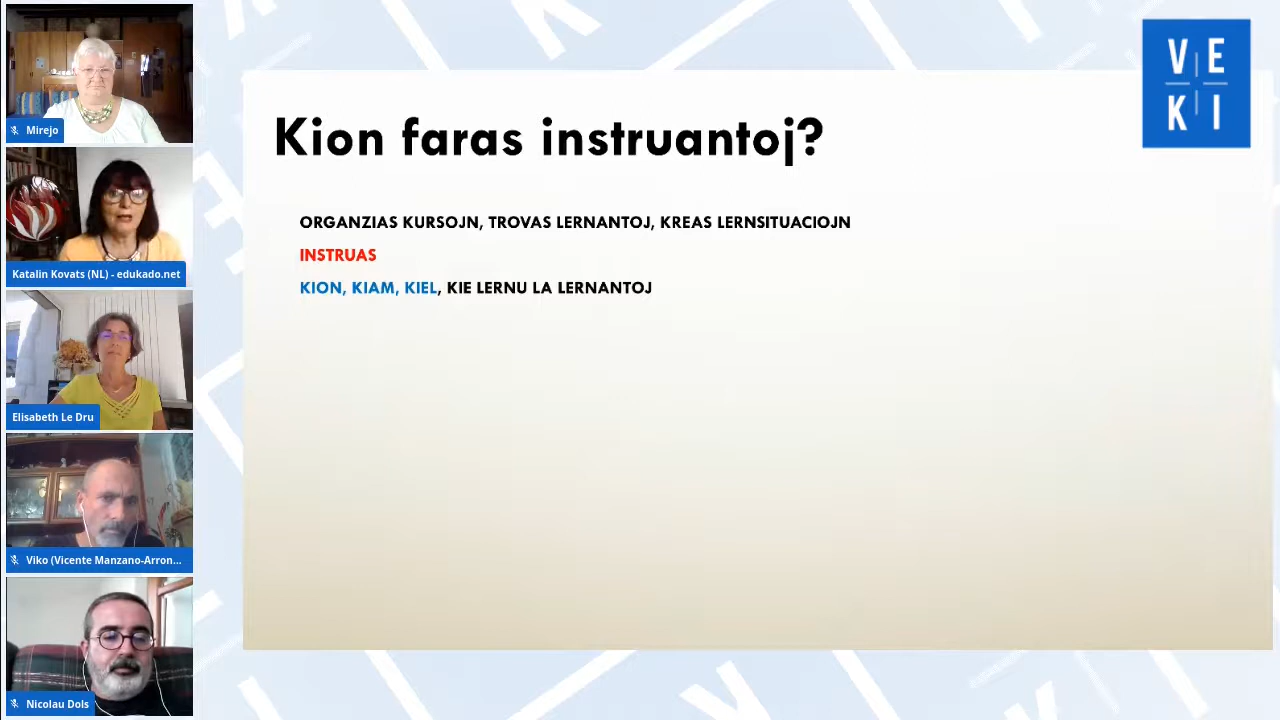 Mirejo
Katalin Kovats (NL) - edukado.net
Elisabeth Le Dru
Viko (Vicente Manzano-Arron...
Nicolau Dols
Kion faras instruantoj?
ORGANZIAS KURSOJN, TROVAS LERNANTOJ, KREAS LERNSITUACIOJN
INSTRUAS
KION, KIAM, KIEL, KIE LERNU LA LERNANTOJ
VE
KI